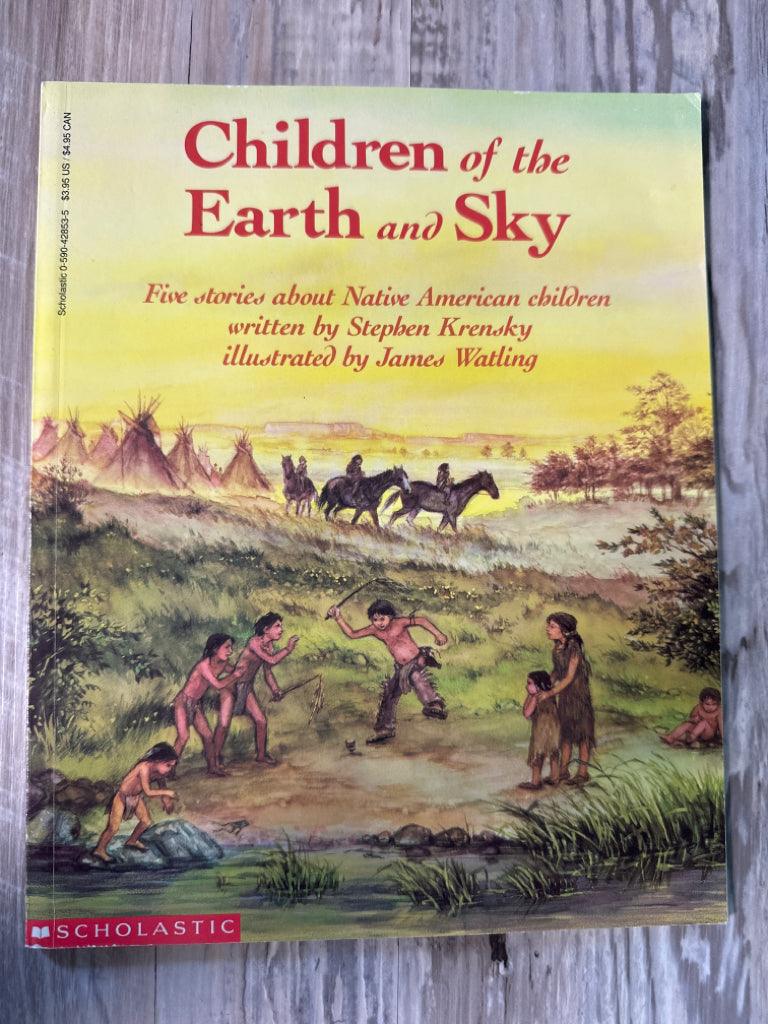 Scholastic 0-590-42853-5 $3.95 US / $4.95 CAN
Children of the
Earth and Sky
Five stories about Native American children
written by Stephen Krensky
illustrated by James Watling
SCHOLASTIC